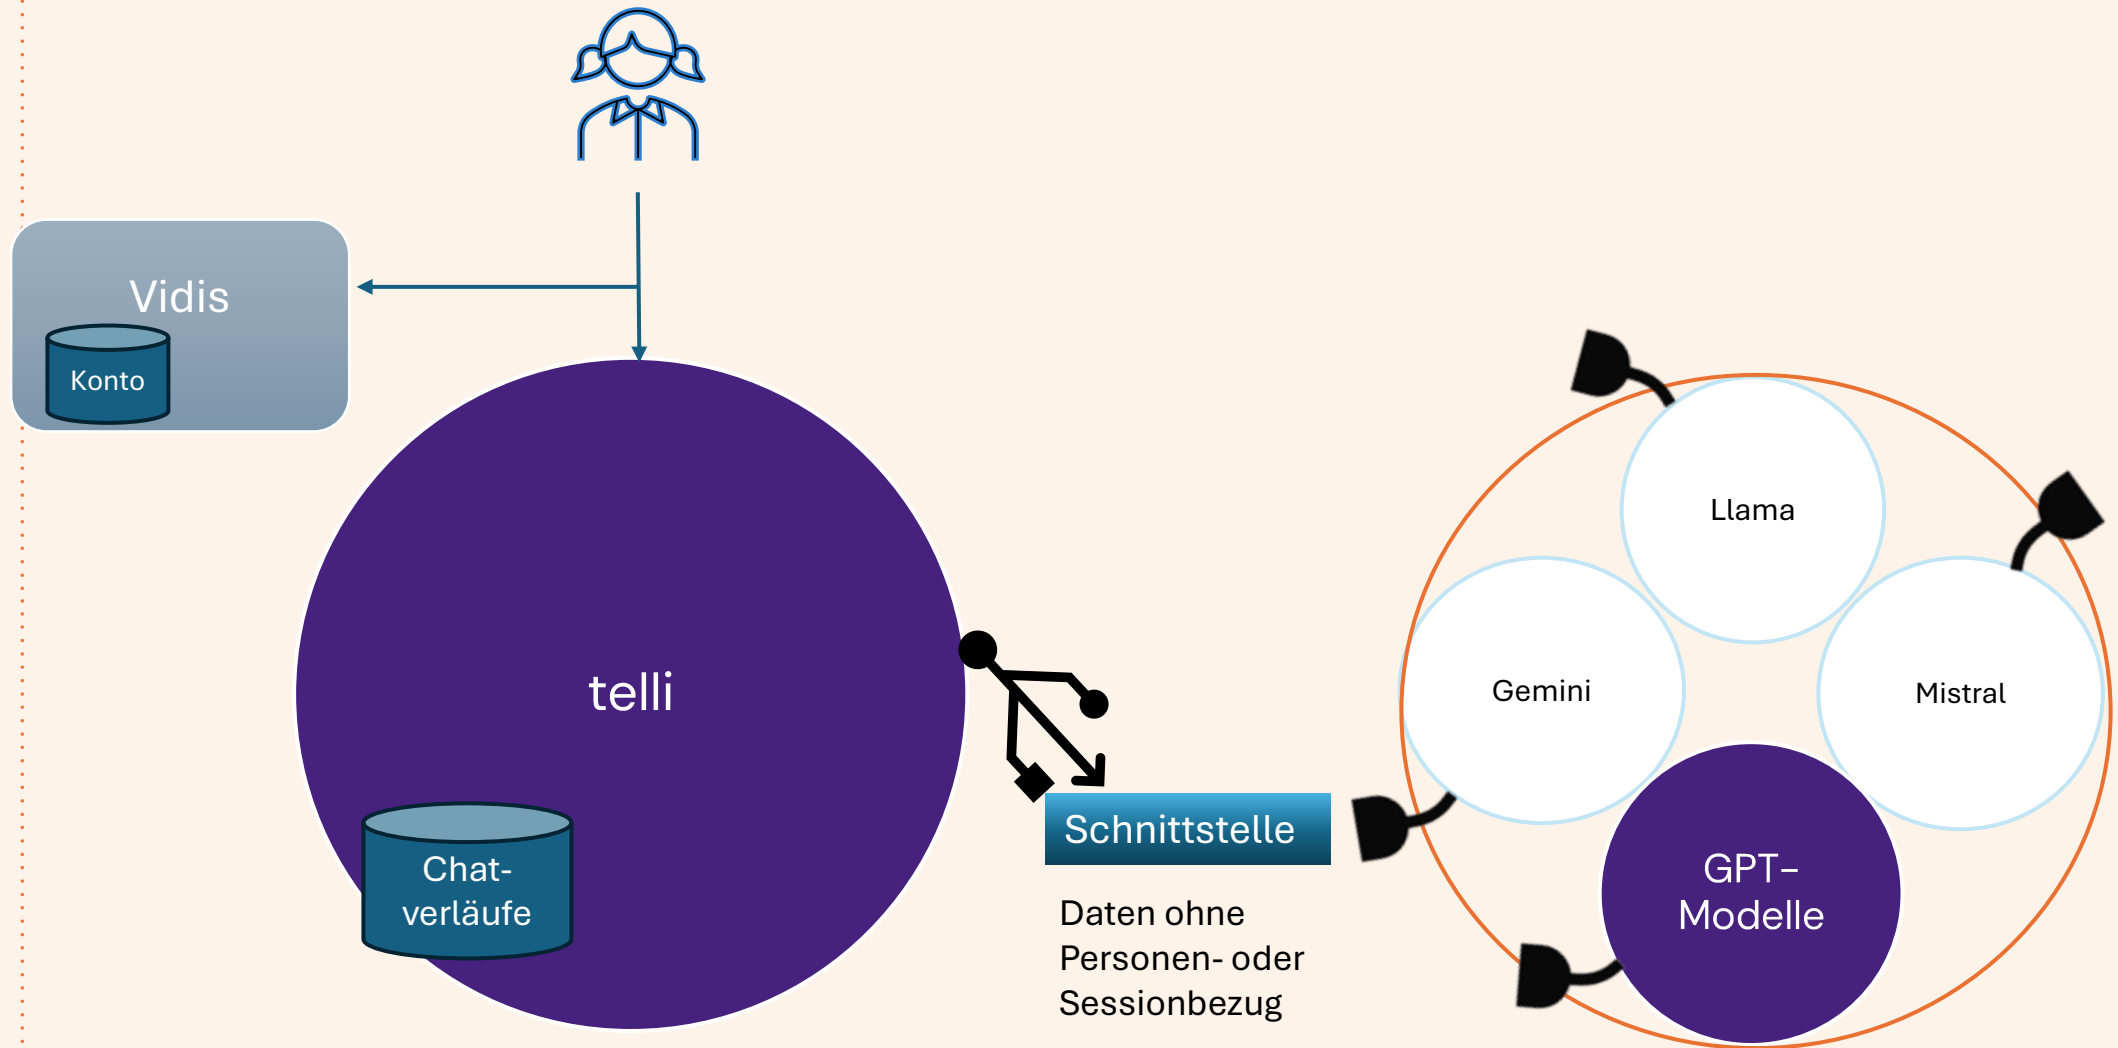 Vidis
Konto
telli
Chat-
verläufe
Schnittstelle
Daten ohne
Personen- oder
Sessionbezug
Llama
Gemini
Mistral
GPT-
Modelle